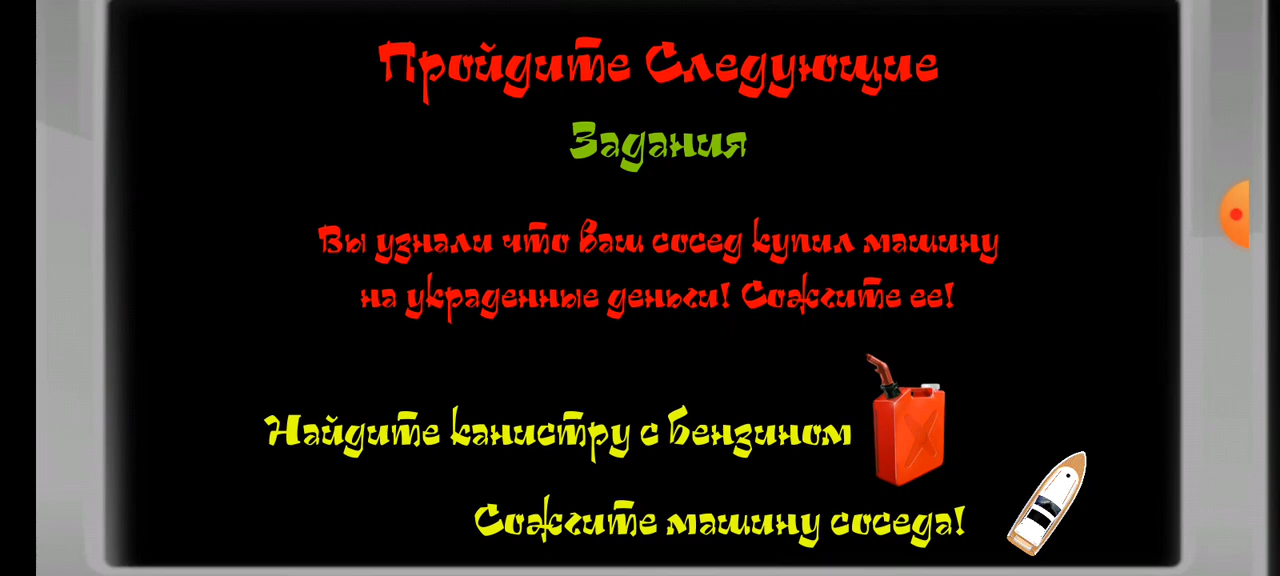 Пройдите Следующие
Задания
Вы узнали что ваш сосед купил машину
на украденные деньги! Сожгите ее!
Найдите канистру с бензином
Сожгите машину соседа!